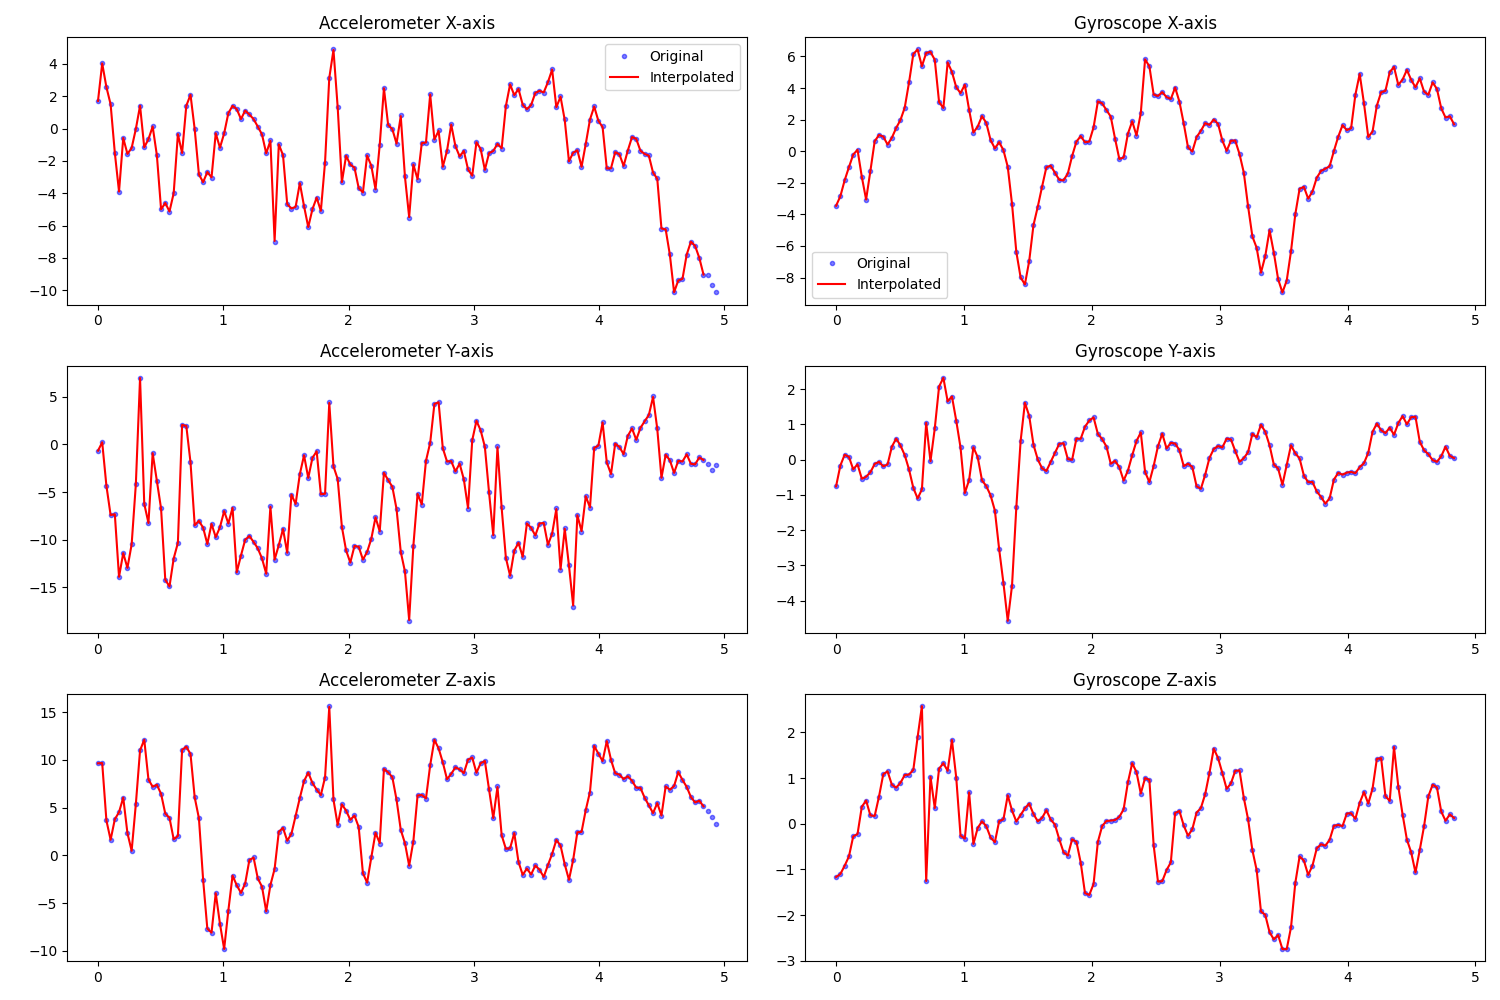 Accelerometer X-axis
Original
Interpolated
4
2
0
−2
−4
−6
−8
−10
0 1 2 3 4 5
Gyroscope X-axis
6
4
2
0
−2
−4
−6
−8
Original
Interpolated
0 1 2 3 4 5
Accelerometer Y-axis
5
0
−5
−10
−15
0 1 2 3 4 5
Gyroscope Y-axis
2
1
0
−1
−2
−3
−4
0 1 2 3 4 5
Accelerometer Z-axis
15
10
5
0
−5
−10
0 1 2 3 4 5
Gyroscope Z-axis
2
1
0
−1
−2
−3
0 1 2 3 4 5